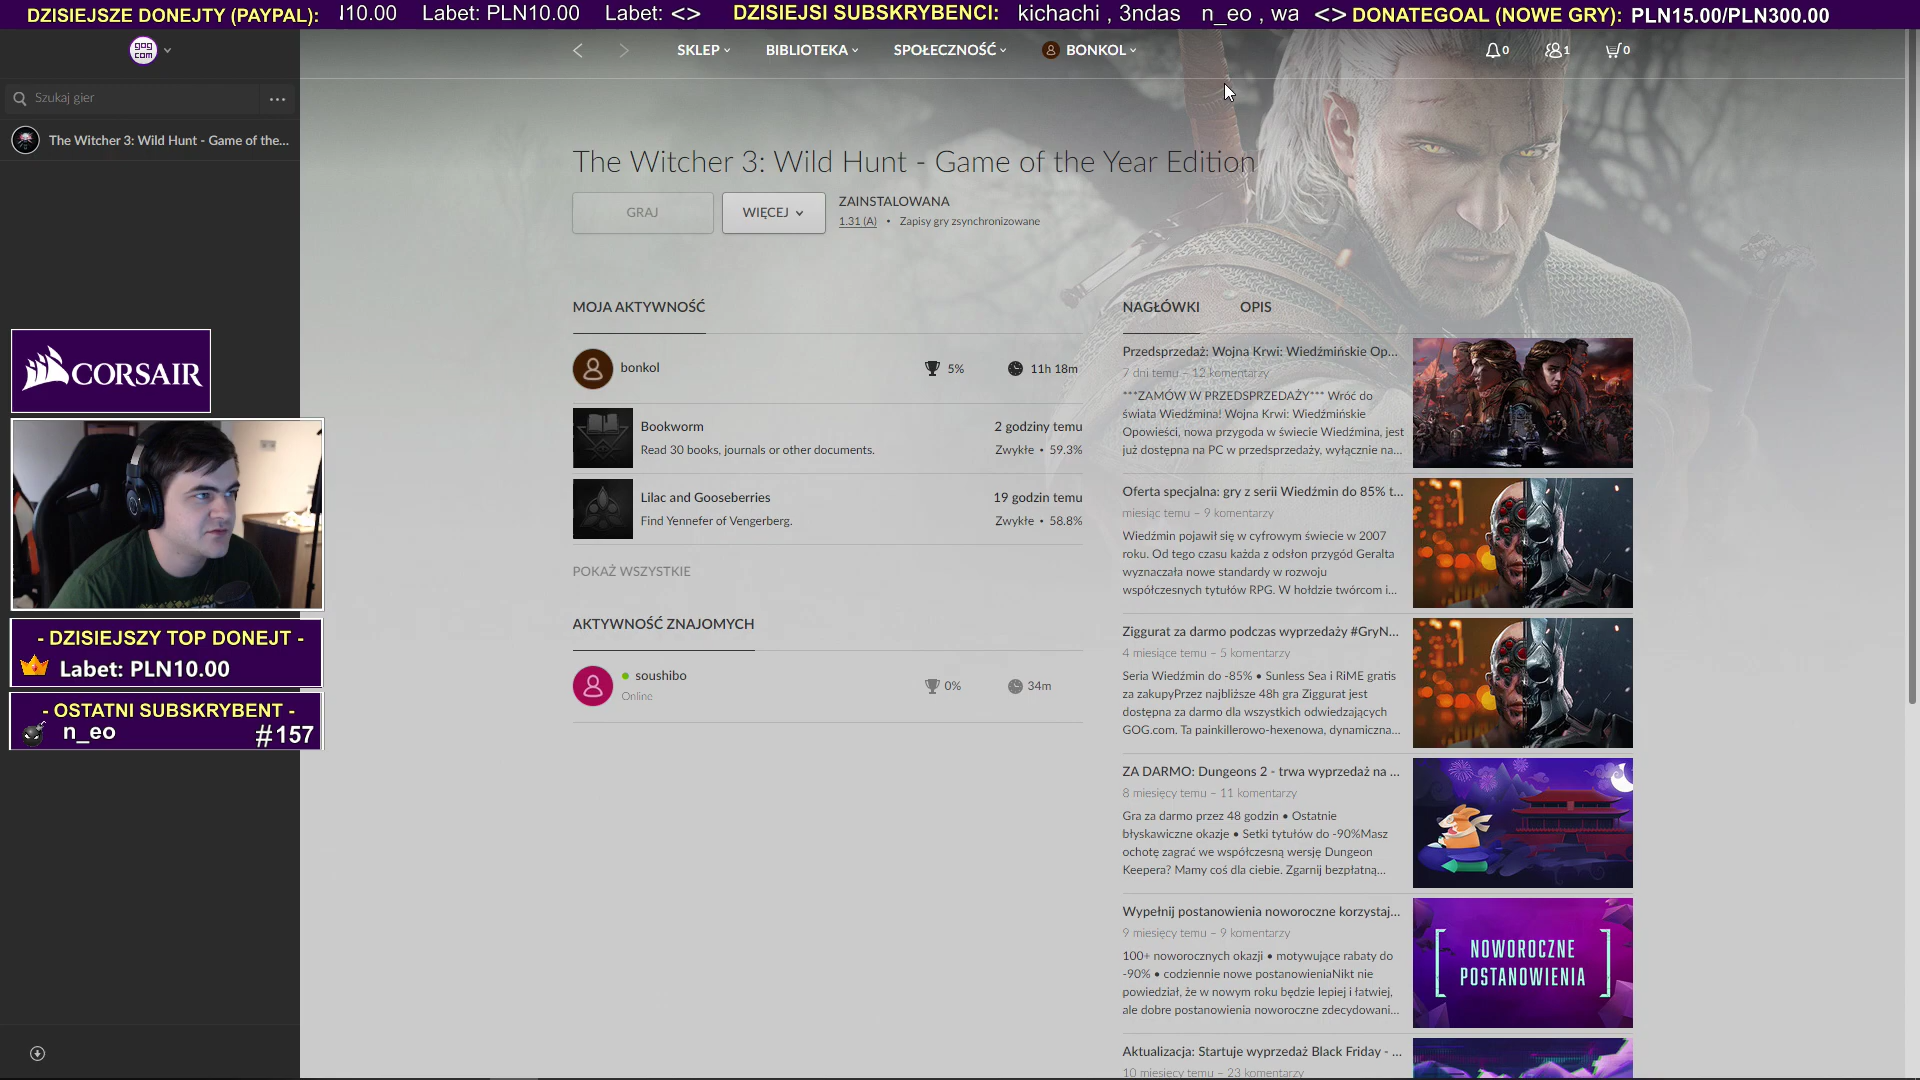 DZISIEJSZE DONEJTY (PAYPAL): 10.00 Labet: PLN10.00 Labet: <> DZISIEJSI SUBSKRYBENCI: kichachi , 3ndas n_eo , wa <> DONATEGOAL (NOWE GRY): PLN15.00/PLN300.00
gog com
SKLEP BIBLIOTEKA SPOŁECZNOŚĆ BONKOL 0 1 0
Szukaj gier
The Witcher 3: Wild Hunt - Game of the...
The Witcher 3: Wild Hunt - Game of the Year Edition
GRAJ WIĘCEJ
ZAINSTALOWANA
1.31 (A) • Zapisy gry zsynchronizowane
MOJA AKTYWNOŚĆ
bonkol 5% 11h 18m
Bookworm 2 godziny temu
Read 30 books, journals or other documents. Zwykłe • 59.3%
Lilac and Gooseberries 19 godzin temu
Find Yennefer of Vengerberg. Zwykłe • 58.8%
POKAŻ WSZYSTKIE
AKTYWNOŚĆ ZNAJOMYCH
soushibo
Online
0% 34m
NAGŁÓWKI OPIS
Przedsprzedaż: Wojna Krwi: Wiedźmińskie Op...
7 dni temu – 12 komentarzy
***ZAMÓW W PRZEDSPRZEDAŻY*** Wróć do
świata Wiedźmina! Wojna Krwi: Wiedźmińskie
Opowieści, nowa przygoda w świecie Wiedźmina, jest
już dostępna na PC w przedsprzedaży, wyłącznie na...
Oferta specjalna: gry z serii Wiedźmin do 85% t...
miesiąc temu – 9 komentarzy
Wiedźmin pojawił się w cyfrowym świecie w 2007
roku. Od tego czasu każda z odsłon przygód Geralta
wyznaczała nowe standardy w rozwoju
współczesnych tytułów RPG. W hołdzie twórcom i...
Ziggurat za darmo podczas wyprzedaży #GryN...
4 miesiące temu – 5 komentarzy
Seria Wiedźmin do -85% • Sunless Sea i RiME gratis
za zakupyPrzez najbliższe 48h gra Ziggurat jest
dostępna za darmo dla wszystkich odwiedzających
GOG.com. Ta painkillerowo-hexenowa, dynamiczna...
ZA DARMO: Dungeons 2 - trwa wyprzedaż na ...
8 miesięcy temu – 11 komentarzy
Gra za darmo przez 48 godzin • Ostatnie
błyskawiczne okazje • Setki tytułów do -90%Masz
ochotę zagrać we współczesną wersję Dungeon
Keepera? Mamy coś dla ciebie. Zgarnij bezpłatną...
Wypełnij postanowienia noworoczne korzystaj...
9 miesięcy temu – 9 komentarzy
100+ noworocznych okazji • motywujące rabaty do
-90% • codziennie nowe postanowieniaNikt nie
powiedział, że w nowym roku będzie lepiej i łatwiej,
ale dobre postanowienia noworoczne zdecydowani...
NOWOROCZNE
POSTANOWIENIA
Aktualizacja: Startuje wyprzedaż Black Friday - ...
10 miesięcy temu – 23 komentarzy
CORSAIR
- DZISIEJSZY TOP DONEJT -
Labet: PLN10.00
- OSTATNI SUBSKRYBENT -
n_eo #157